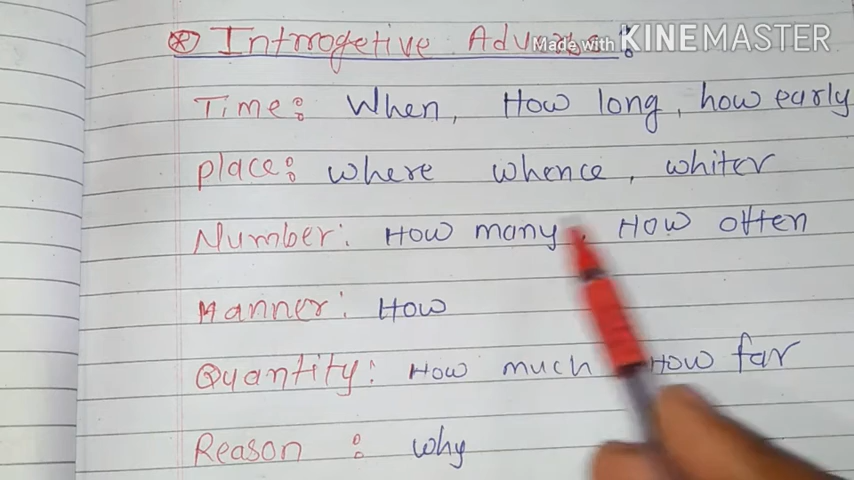 * Introgetive Adverbs :
Made with KINEMASTER
Time: When, How long, how early
Place: where whence, whiter
Number: How many, How often
Manner: How
Quantity: How much How far
Reason : why